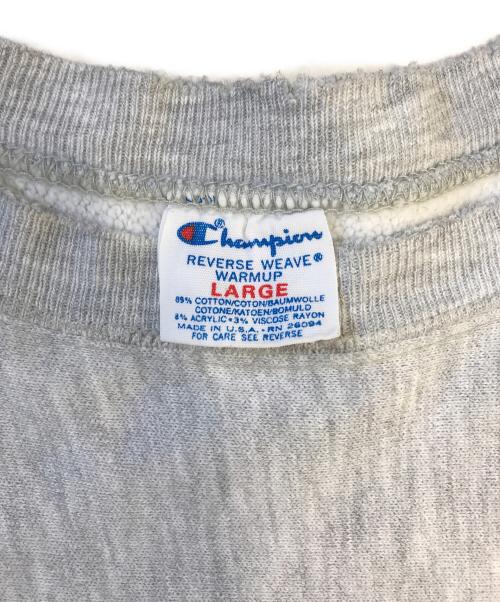 Champion®
REVERSE WEAVE®
WARMUP
LARGE
89% COTTON/COTON/BAUMWOLLE
COTONE/KATOEN/BOMULD
8% ACRYLIC • 3% VISCOSE RAYON
MADE IN U.S.A. • RN 26094
FOR CARE SEE REVERSE